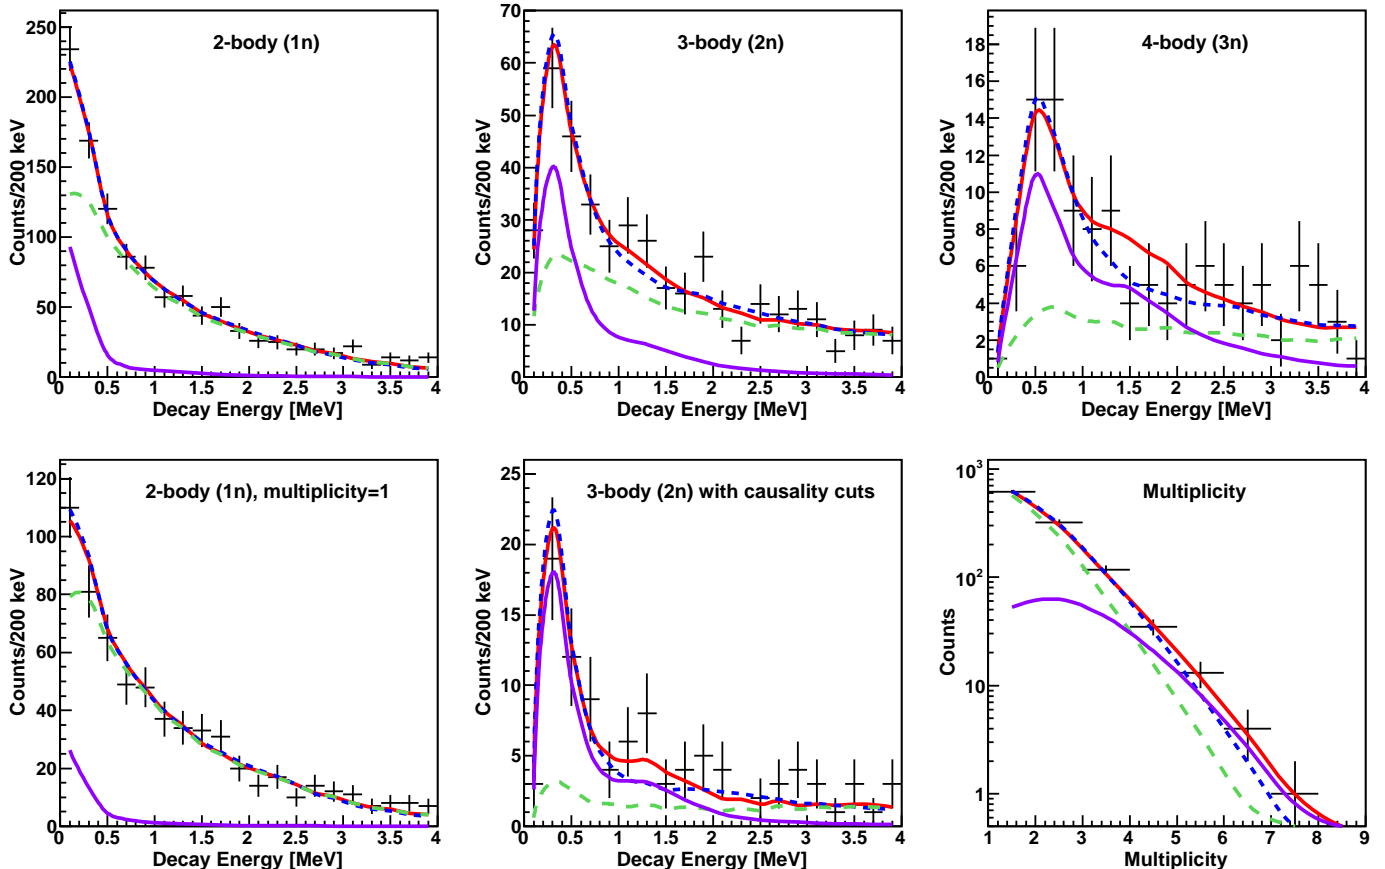 2-body (1n)
Counts/200 keV
250
200
150
100
50
0
0 0.5 1 1.5 2 2.5 3 3.5 4
Decay Energy [MeV]
3-body (2n)
Counts/200 keV
70
60
50
40
30
20
10
0
0 0.5 1 1.5 2 2.5 3 3.5 4
Decay Energy [MeV]
4-body (3n)
Counts/200 keV
18
16
14
12
10
8
6
4
2
0
0 0.5 1 1.5 2 2.5 3 3.5 4
Decay Energy [MeV]
2-body (1n), multiplicity=1
Counts/200 keV
120
100
80
60
40
20
0
0 0.5 1 1.5 2 2.5 3 3.5 4
Decay Energy [MeV]
3-body (2n) with causality cuts
Counts/200 keV
25
20
15
10
5
0
0 0.5 1 1.5 2 2.5 3 3.5 4
Decay Energy [MeV]
Multiplicity
Counts
10³
10²
10
1
1 2 3 4 5 6 7 8 9
Multiplicity